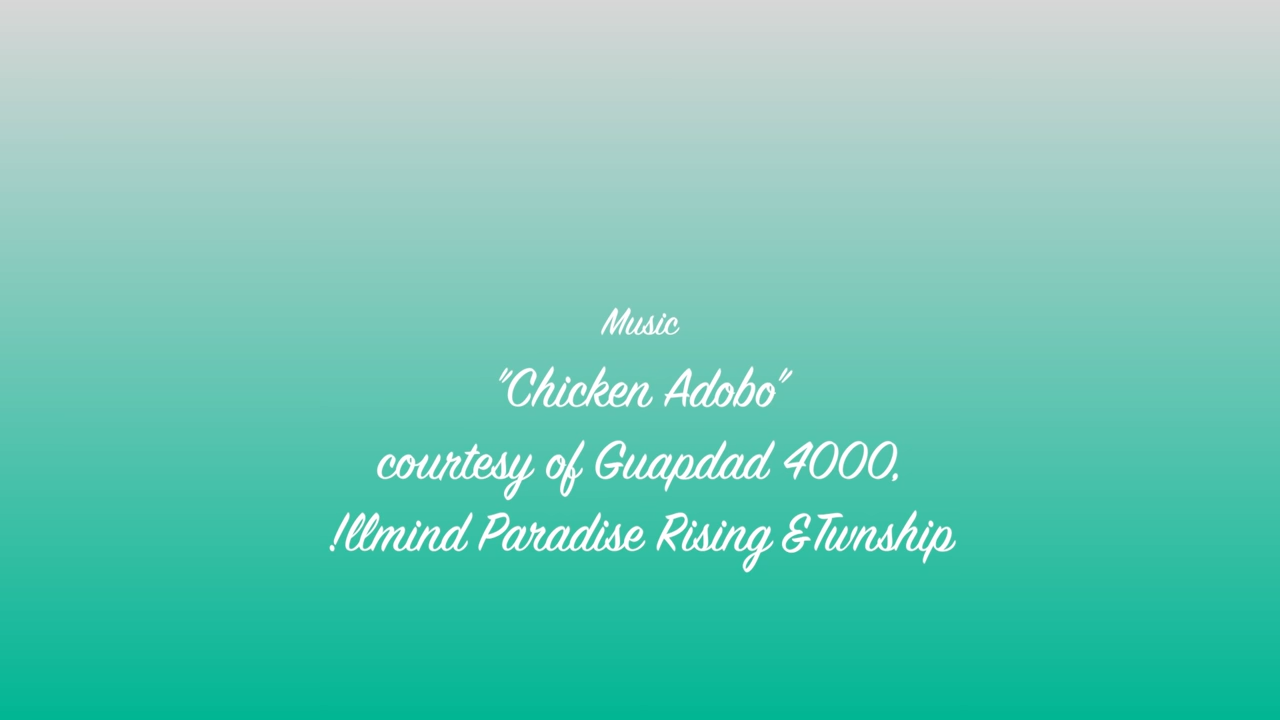 Music
"Chicken Adobo"
courtesy of Guapdad 4000,
!llmind Paradise Rising &Twnship